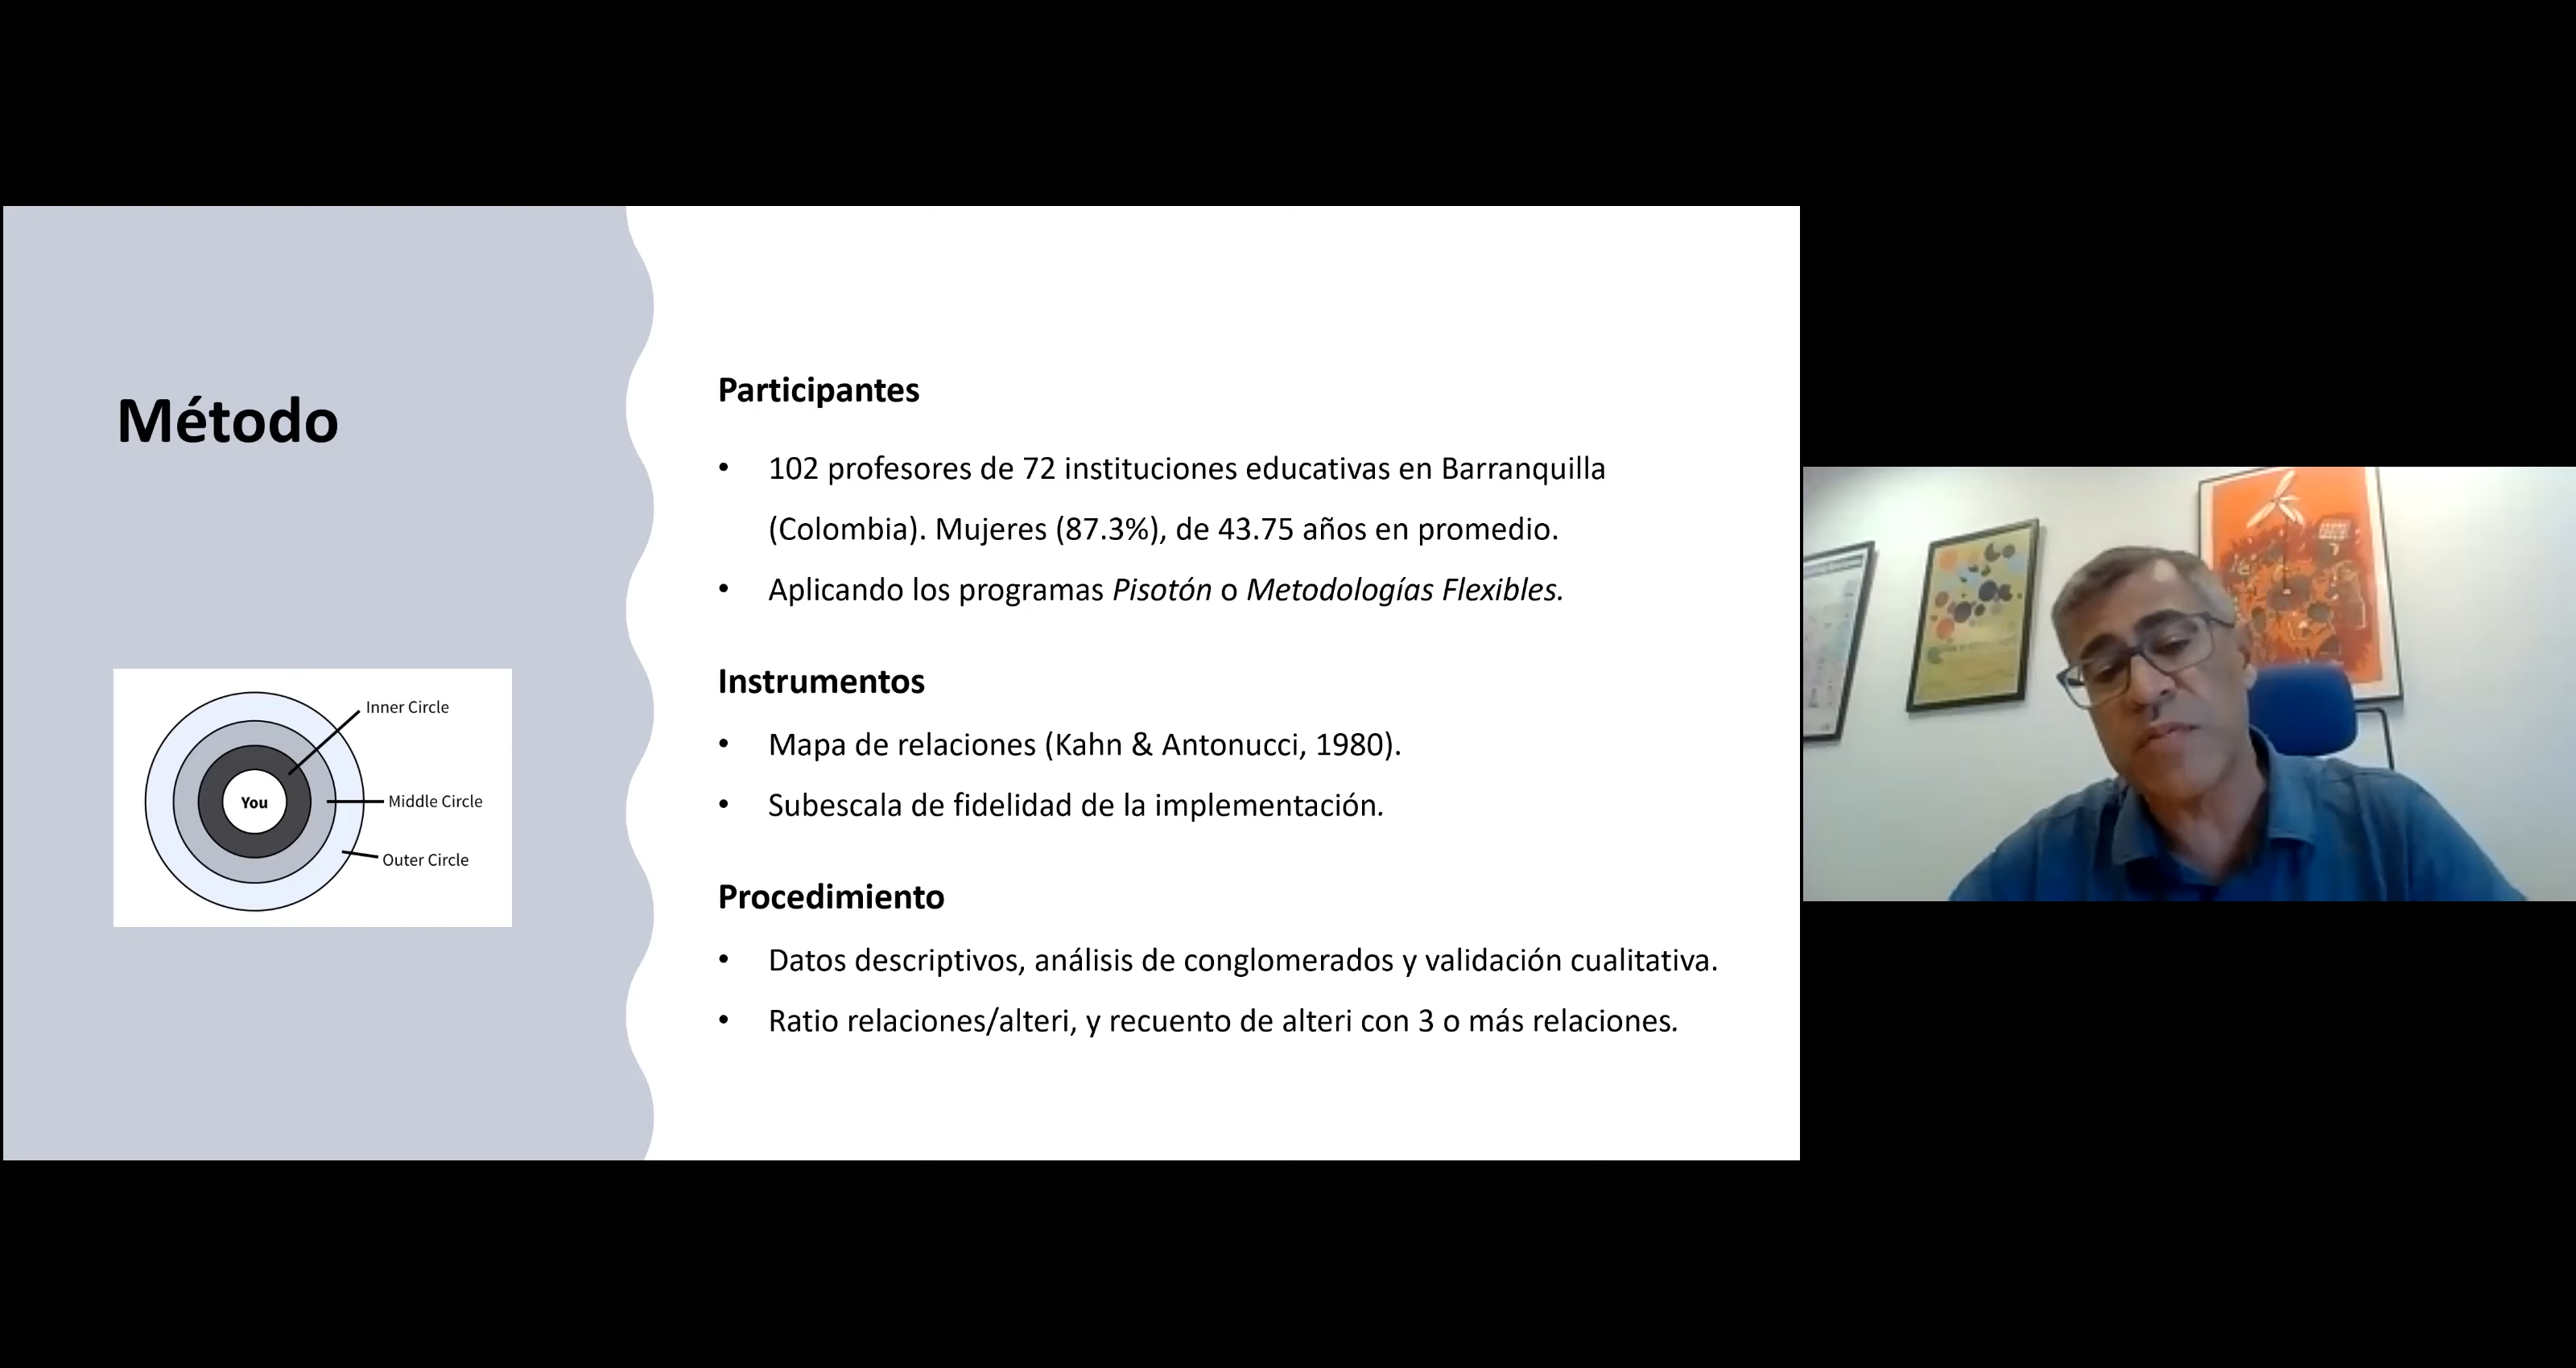 Método
Inner Circle
You
Middle Circle
Outer Circle
Participantes
• 102 profesores de 72 instituciones educativas en Barranquilla
(Colombia). Mujeres (87.3%), de 43.75 años en promedio.
• Aplicando los programas Pisotón o Metodologías Flexibles.
Instrumentos
• Mapa de relaciones (Kahn & Antonucci, 1980).
• Subescala de fidelidad de la implementación.
Procedimiento
• Datos descriptivos, análisis de conglomerados y validación cualitativa.
• Ratio relaciones/alteri, y recuento de alteri con 3 o más relaciones.